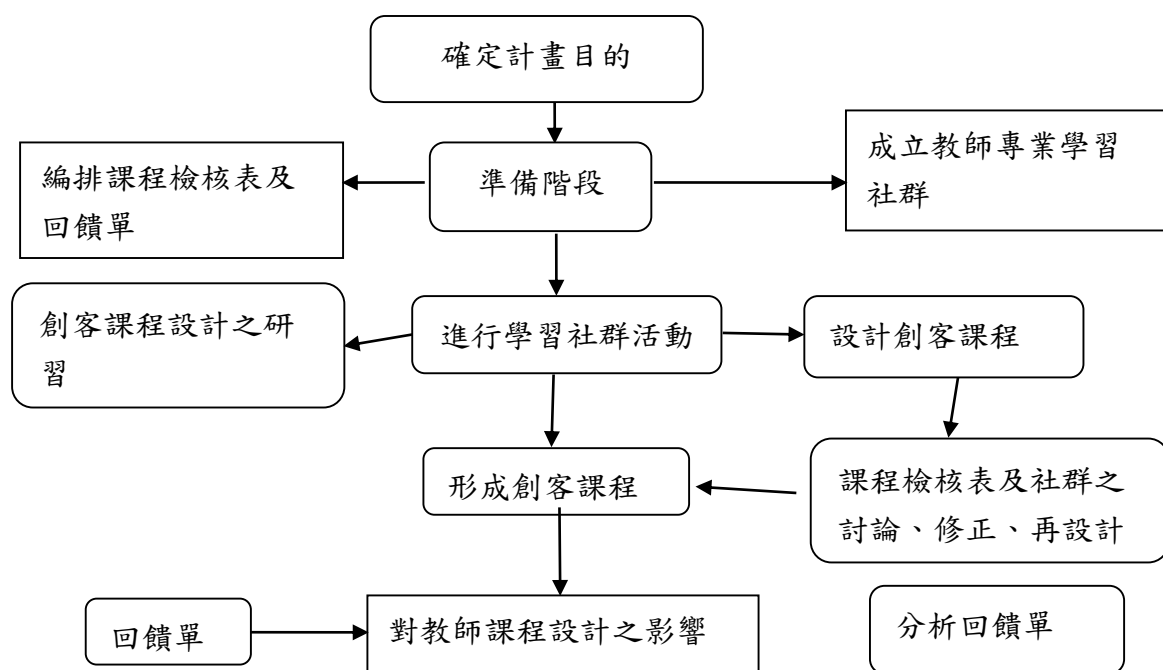 確定計畫目的
編排課程檢核表及
回饋單
準備階段
成立教師專業學習
社群
創客課程設計之研
習
進行學習社群活動
設計創客課程
形成創客課程
課程檢核表及社群之
討論、修正、再設計
回饋單
對教師課程設計之影響
分析回饋單